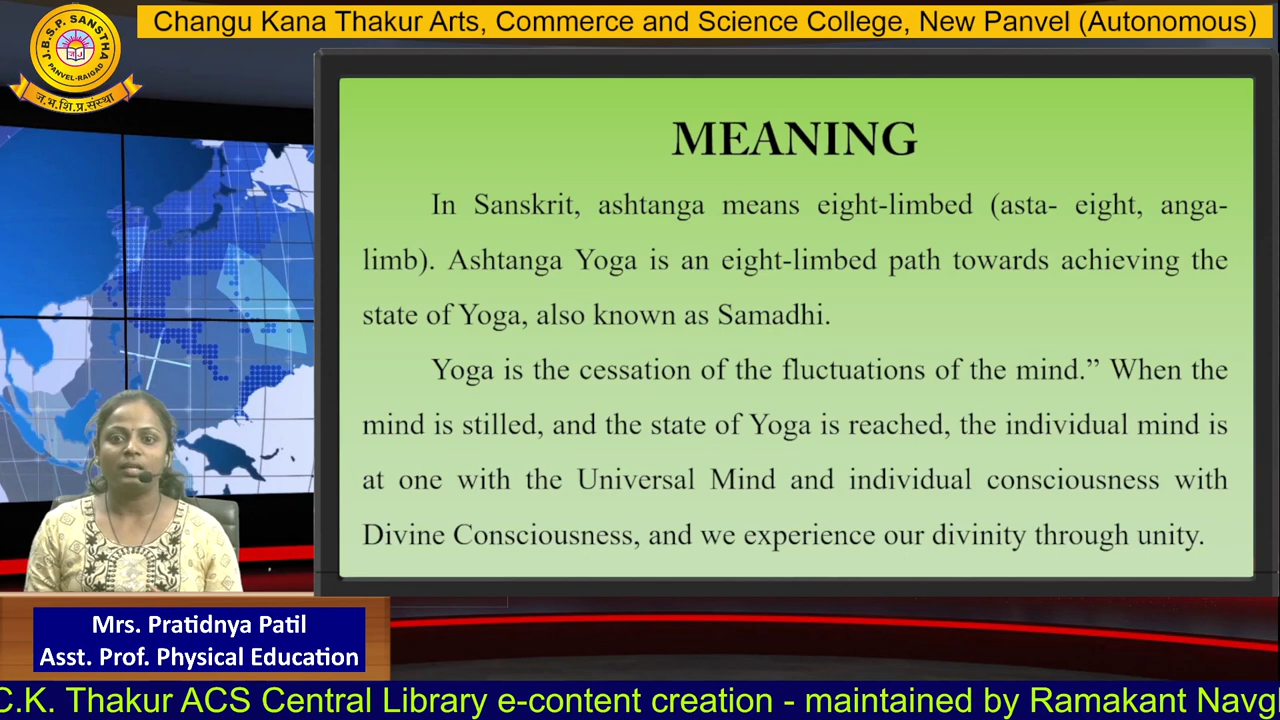 Changu Kana Thakur Arts, Commerce and Science College, New Panvel (Autonomous)
J.B.S.P. SANSTHA
PANVEL-RAIGAD
ज.भ.शि.प्र.संस्था
MEANING
In Sanskrit, ashtanga means eight-limbed (asta- eight, anga-
limb). Ashtanga Yoga is an eight-limbed path towards achieving the
state of Yoga, also known as Samadhi.
Yoga is the cessation of the fluctuations of the mind.” When the
mind is stilled, and the state of Yoga is reached, the individual mind is
at one with the Universal Mind and individual consciousness with
Divine Consciousness, and we experience our divinity through unity.
Mrs. Pratidnya Patil
Asst. Prof. Physical Education
C.K. Thakur ACS Central Library e-content creation - maintained by Ramakant Navg